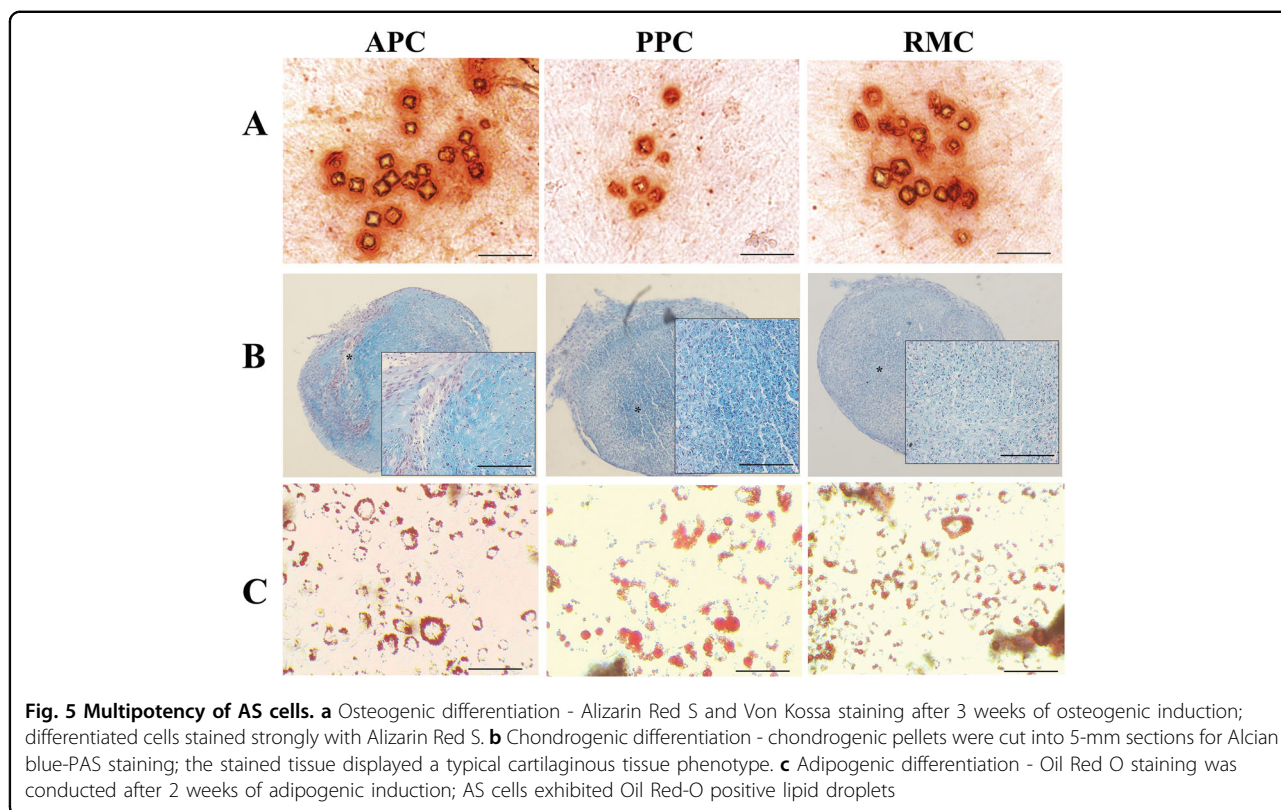 APC PPC RMC
A
B
*
*
*
C
Fig. 5 Multipotency of AS cells. a Osteogenic differentiation - Alizarin Red S and Von Kossa staining after 3 weeks of osteogenic induction;
differentiated cells stained strongly with Alizarin Red S. b Chondrogenic differentiation - chondrogenic pellets were cut into 5-mm sections for Alcian
blue-PAS staining; the stained tissue displayed a typical cartilaginous tissue phenotype. c Adipogenic differentiation - Oil Red O staining was
conducted after 2 weeks of adipogenic induction; AS cells exhibited Oil Red-O positive lipid droplets